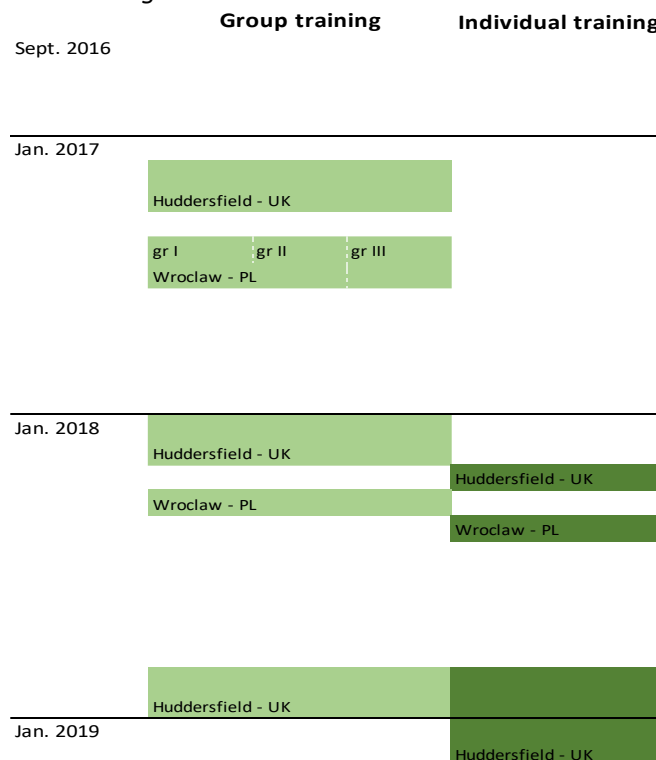 Group training Individual training
Sept. 2016
Jan. 2017
Huddersfield - UK
gr I gr II gr III
Wroclaw - PL
Jan. 2018
Huddersfield - UK
Huddersfield - UK
Wroclaw - PL
Wroclaw - PL
Huddersfield - UK
Jan. 2019
Huddersfield - UK